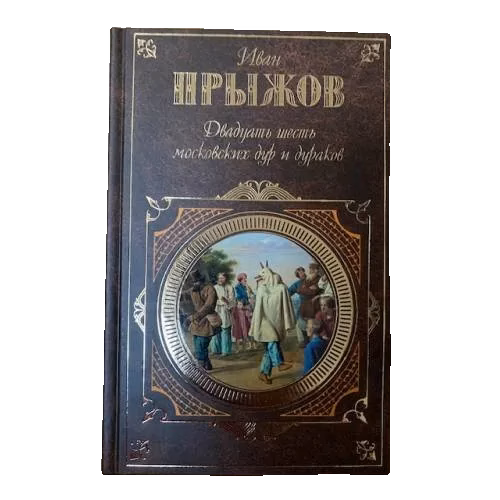 Иван
ПРЫЖОВ
Двадцать шесть
московских дур и дураков